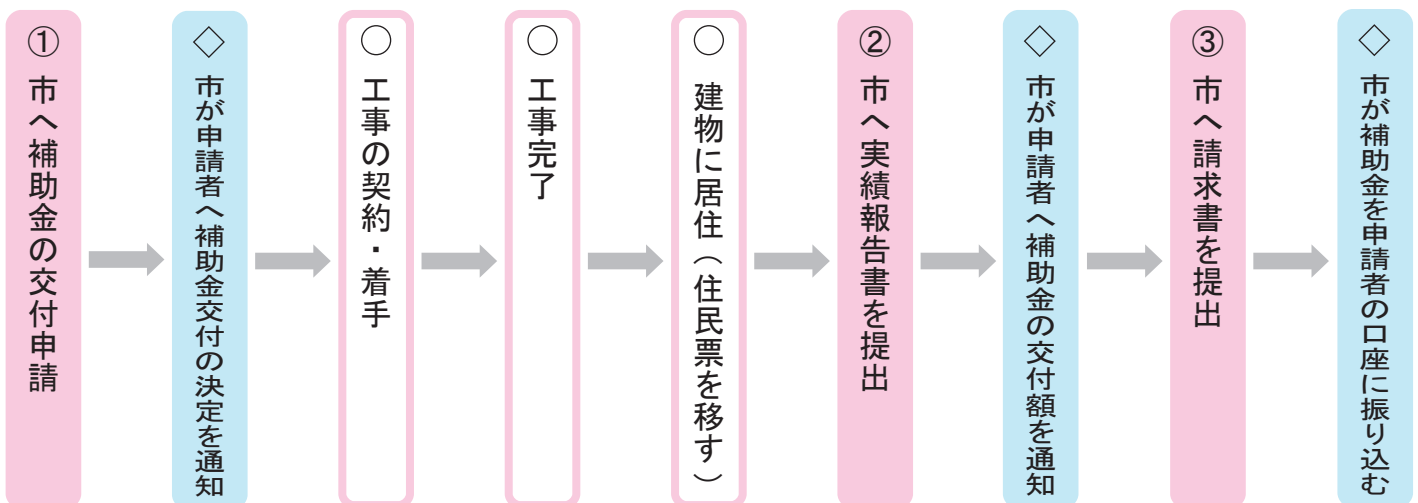 ① 市へ補助金の交付申請
◇ 市が申請者へ補助金交付の決定を通知
○ 工事の契約・着手
○ 工事完了
○ 建物に居住（住民票を移す）
② 市へ実績報告書を提出
◇ 市が申請者へ補助金の交付額を通知
③ 市へ請求書を提出
◇ 市が補助金を申請者の口座に振り込む